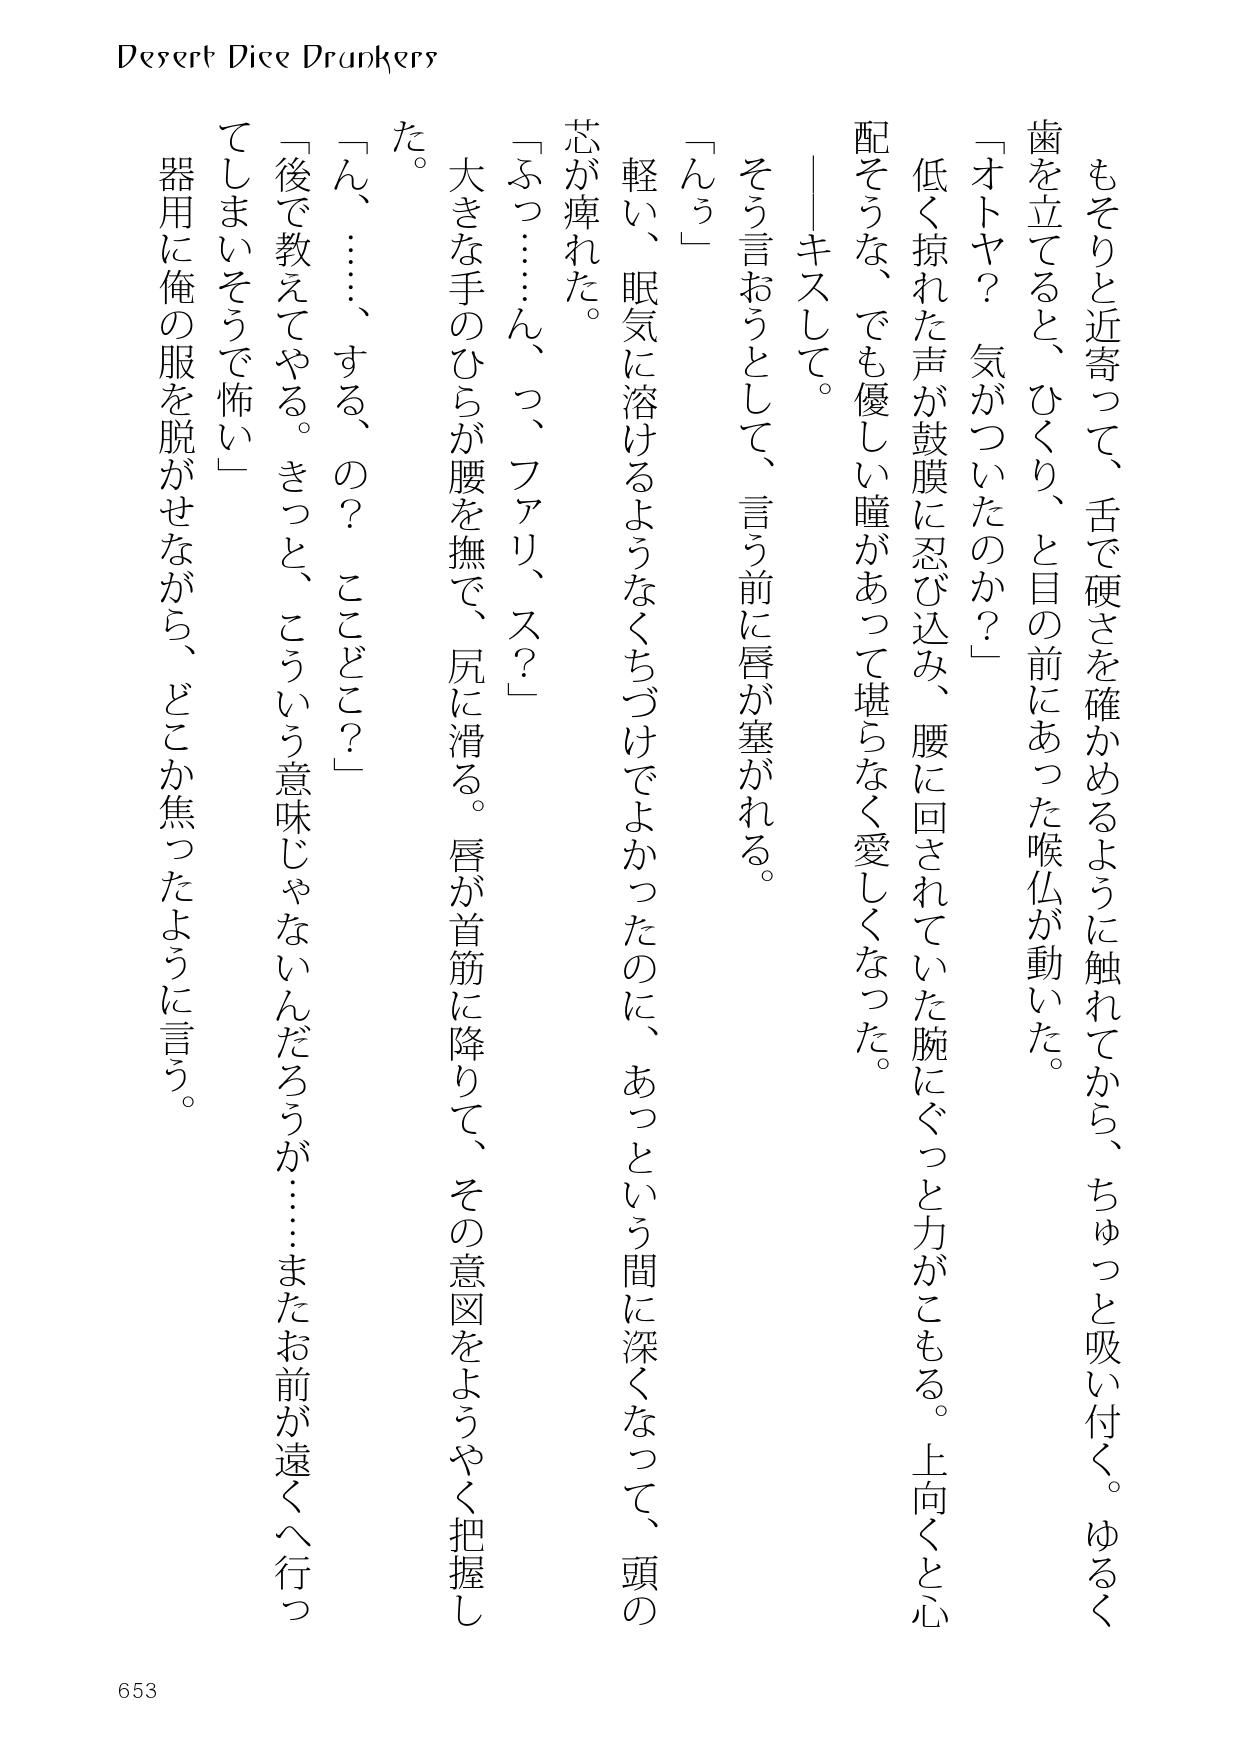 Desert Dice Drunkers
もそりと近寄って、舌で硬さを確かめるように触れてから、ちゅっと吸い付く。ゆるく
歯を立てると、ひくり、と目の前にあった喉仏が動いた。
「オトヤ？　気がついたのか？」
低く掠れた声が鼓膜に忍び込み、腰に回されていた腕にぐっと力がこもる。上向くと心
配そうな、でも優しい瞳があって堪らなく愛しくなった。
――キスして。
そう言おうとして、言う前に唇が塞がれる。
「んぅ」
軽い、眠気に溶けるようなくちづけでよかったのに、あっという間に深くなって、頭の
芯が痺れた。
「ふっ……ん、っ、ファリ、ス？」
大きな手のひらが腰を撫で、尻に滑る。唇が首筋に降りて、その意図をようやく把握し
た。
「ん、……、する、の？　ここどこ？」
「後で教えてやる。きっと、こういう意味じゃないんだろうが……またお前が遠くへ行っ
てしまいそうで怖い」
器用に俺の服を脱がせながら、どこか焦ったように言う。
653